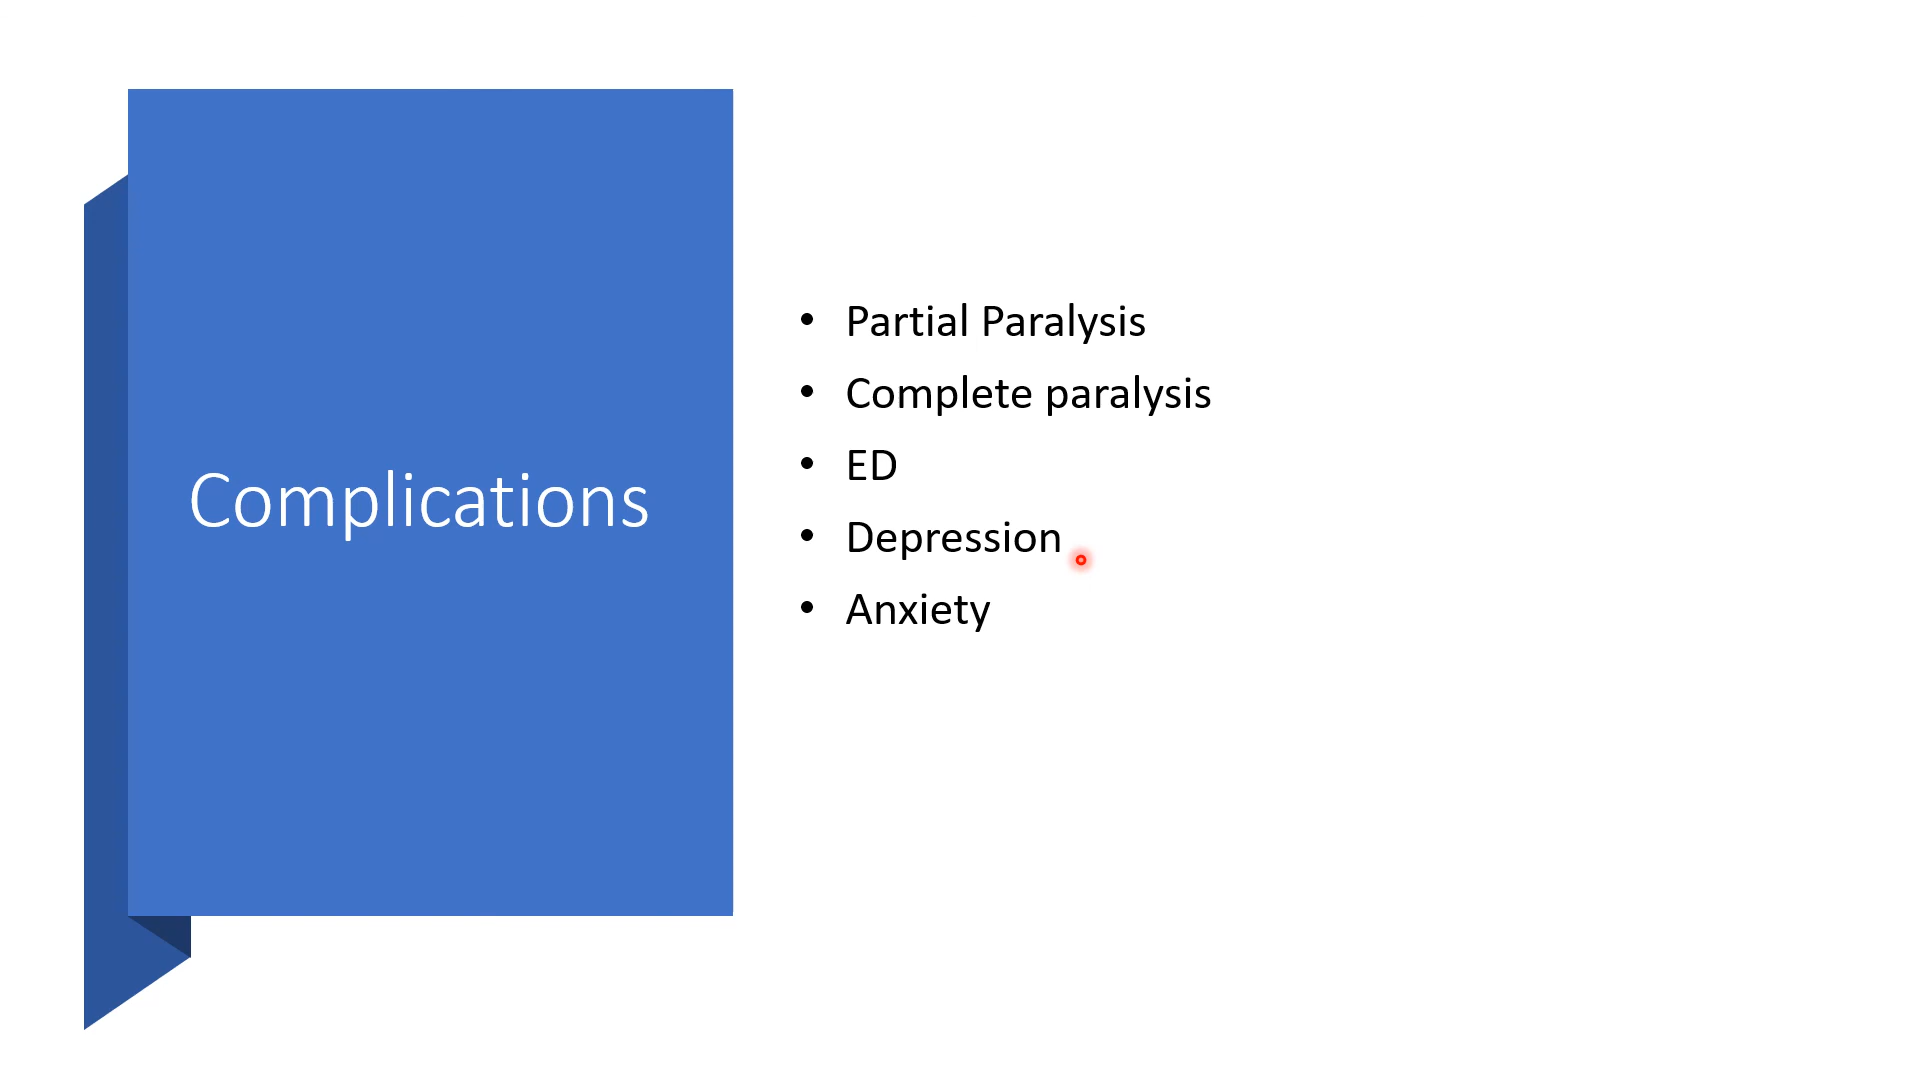 Complications
• Partial Paralysis
• Complete paralysis
• ED
• Depression
• Anxiety